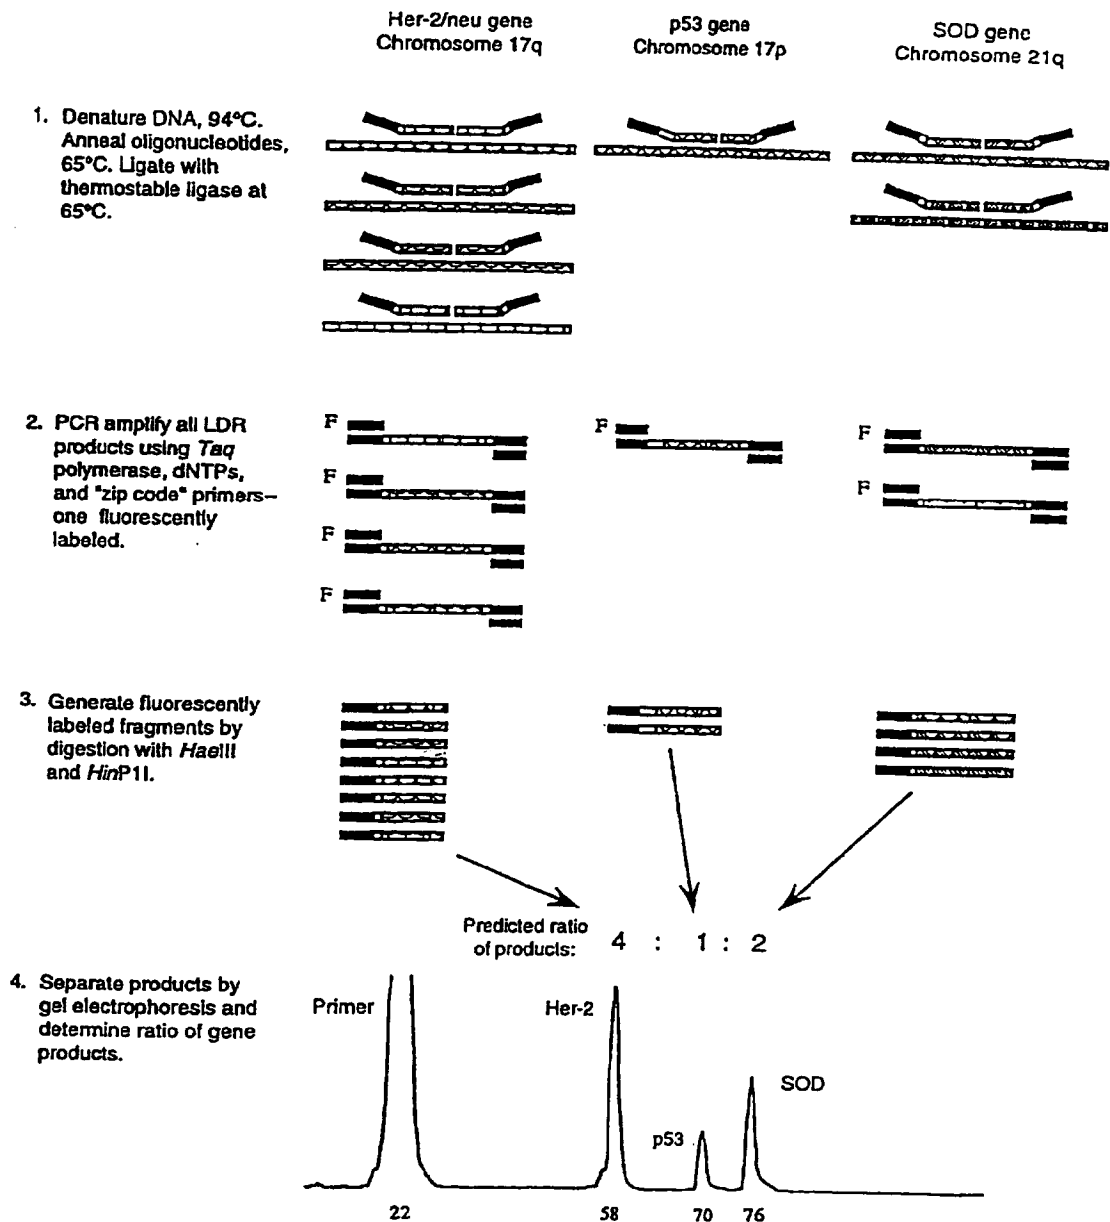 Her-2/neu gene
Chromosome 17q
p53 gene
Chromosome 17p
SOD gene
Chromosome 21q
1. Denature DNA, 94°C.
Anneal oligonucleotides,
65°C. Ligate with
thermostable ligase at
65°C.
2. PCR amplify all LDR
products using Taq
polymerase, dNTPs,
and "zip code" primers–
one fluorescently
labeled.
F
F
F
F
F
F
F
3. Generate fluorescently
labeled fragments by
digestion with HaeIII
and HinP1I.
Predicted ratio
of products:
4 : 1 : 2
4. Separate products by
gel electrophoresis and
determine ratio of gene
products.
Primer
Her-2
p53
SOD
22 58 70 76